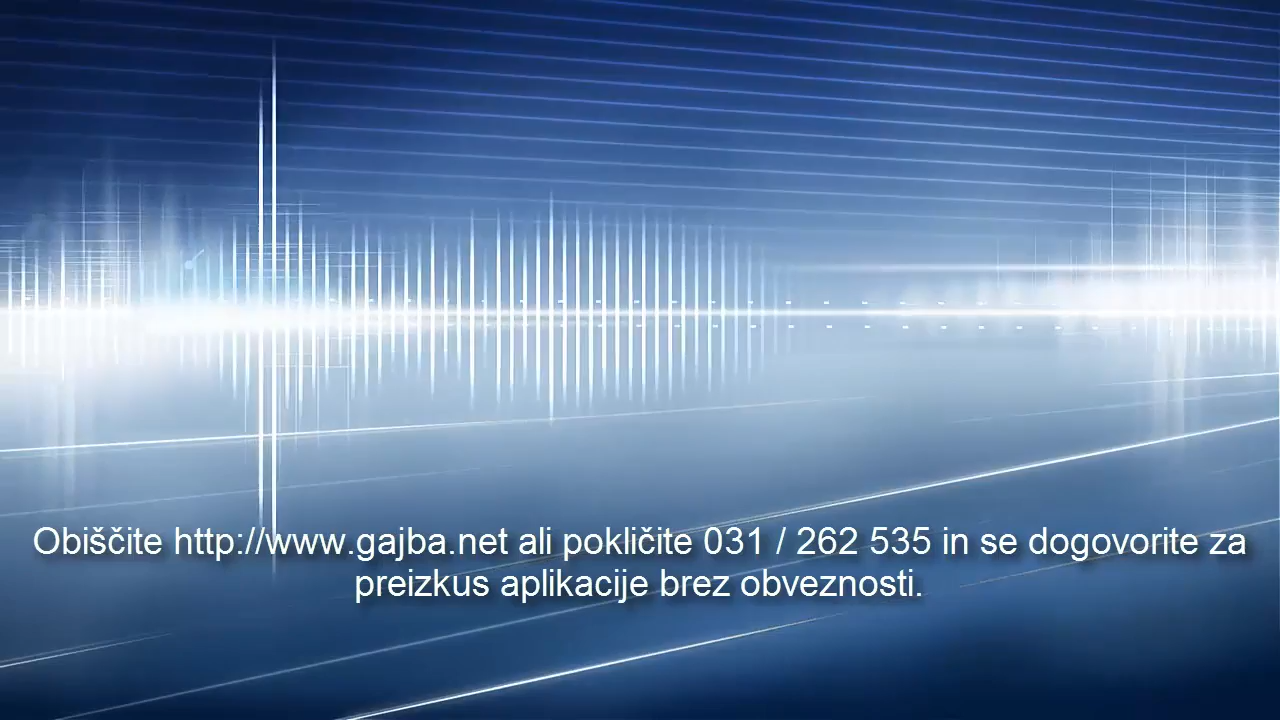 Obiščite http://www.gajba.net ali pokličite 031 / 262 535 in se dogovorite za
preizkus aplikacije brez obveznosti.